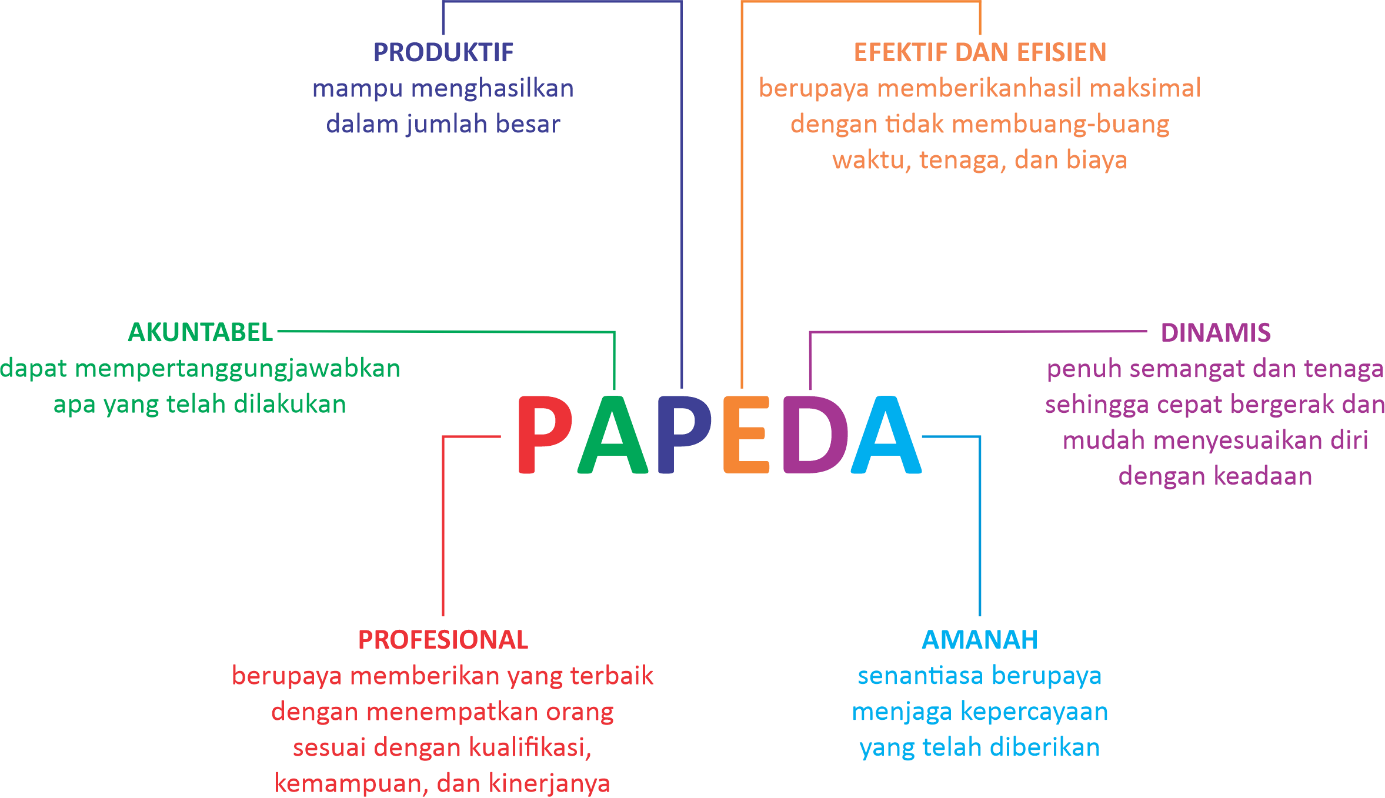 PRODUKTIF
mampu menghasilkan
dalam jumlah besar
EFEKTIF DAN EFISIEN
berupaya memberikanhasil maksimal
dengan tidak membuang-buang
waktu, tenaga, dan biaya
AKUNTABEL
dapat mempertanggungjawabkan
apa yang telah dilakukan
DINAMIS
penuh semangat dan tenaga
sehingga cepat bergerak dan
mudah menyesuaikan diri
dengan keadaan
PAPEDA
PROFESIONAL
berupaya memberikan yang terbaik
dengan menempatkan orang
sesuai dengan kualifikasi,
kemampuan, dan kinerjanya
AMANAH
senantiasa berupaya
menjaga kepercayaan
yang telah diberikan